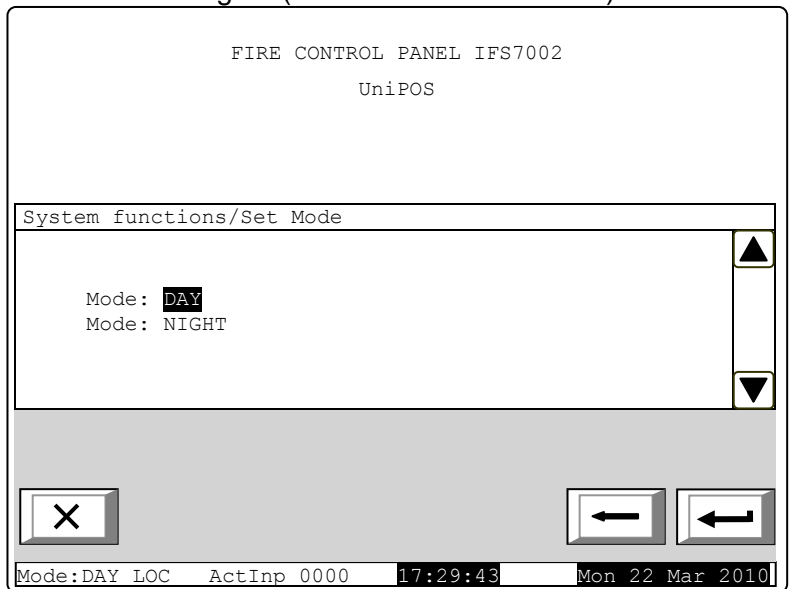 FIRE CONTROL PANEL IFS7002
UniPOS
System functions/Set Mode
Mode: DAY
Mode: NIGHT
Mode:DAY LOC ActInp 0000 17:29:43 Mon 22 Mar 2010